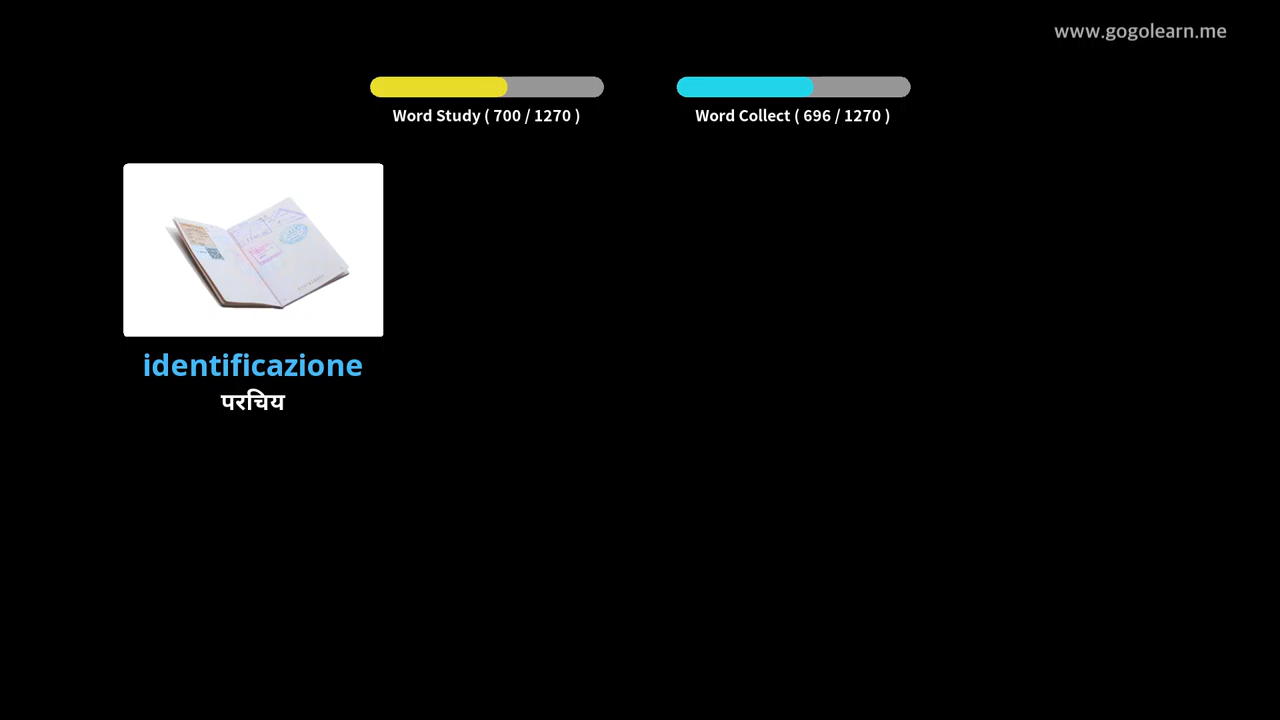 www.gogolearn.me
Word Study ( 700 / 1270 )
Word Collect ( 696 / 1270 )
identificazione
परिचय